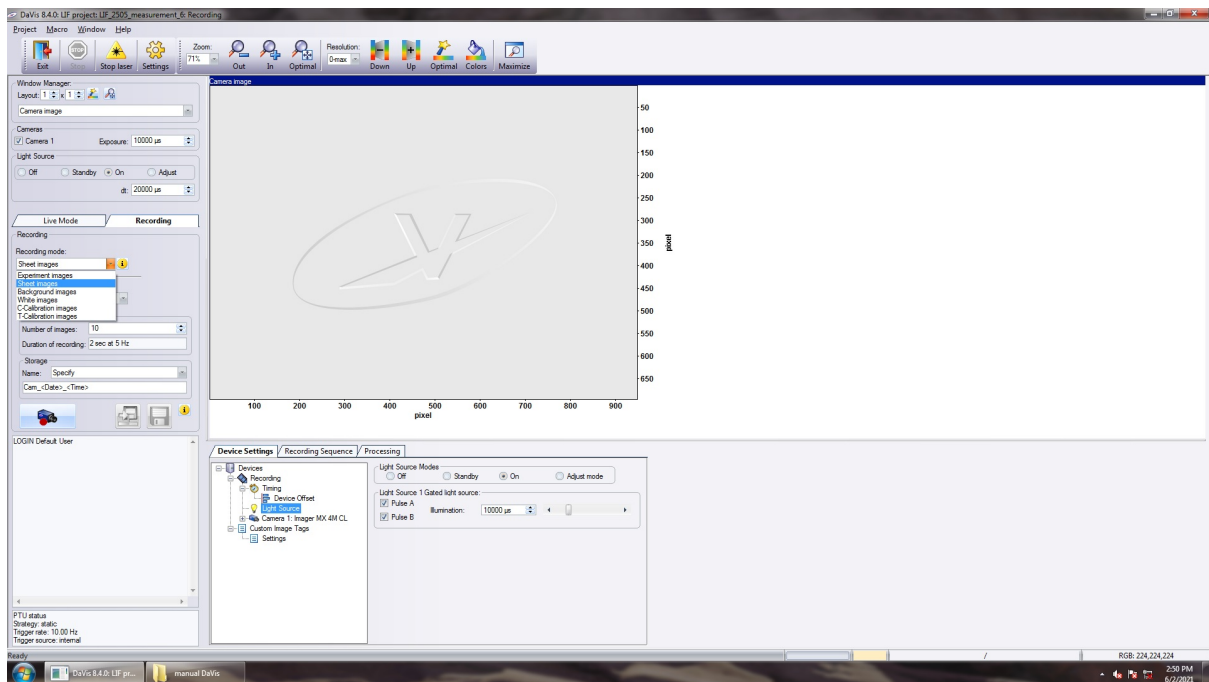 DaVis 8.4.0: LIF project: LIF_2505_measurement_6: Recording
Project Macro Window Help
Exit Stop Stop laser Settings Zoom: 71% Out In Optimal Resolution: 0-max Down Up Optimal Colors Maximize
Window Manager:
Layout: 1 x 1
Camera image
Cameras
Camera 1 Exposure: 10000 µs
Light Source
Off Standby On Adjust
dt: 20000 µs
Live Mode Recording
Recording
Recording mode:
Sheet images
Experiment images
Sheet images
Background images
White images
C-Calibration images
T-Calibration images
Number of images: 10
Duration of recording: 2 sec at 5 Hz
Storage
Name: Specify
Cam_<Date>_<Time>
LOGIN Default User
PTU status
Strategy: static
Trigger rate: 10.00 Hz
Trigger source: internal
Camera image
50
100
150
200
250
300
350
400
450
500
550
600
650
pixel
100 200 300 400 500 600 700 800 900
pixel
Device Settings Recording Sequence Processing
Devices
Recording
Timing
Device Offset
Light Source
Camera 1: Imager MX 4M CL
Custom Image Tags
Settings
Light Source Modes
Off Standby On Adjust mode
Light Source 1 Gated light source:
Pulse A
Pulse B
Illumination: 10000 µs
Ready / RGB: 224,224,224
DaVis 8.4.0: LIF pr... manual DaVis
2:50 PM
6/2/2021